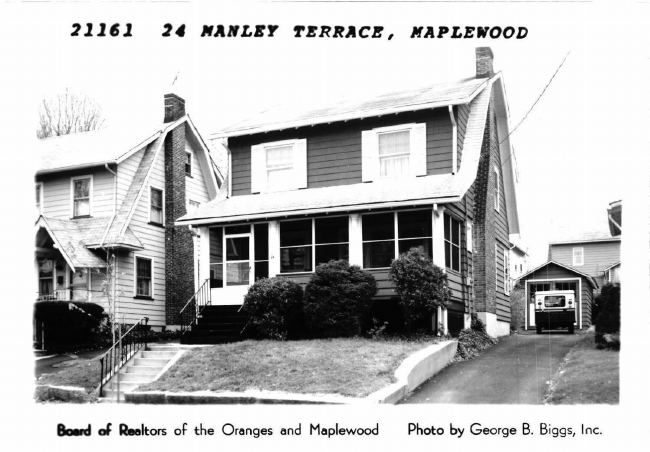 21161 24 MANLEY TERRACE, MAPLEWOOD
Board of Realtors of the Oranges and Maplewood Photo by George B. Biggs, Inc.